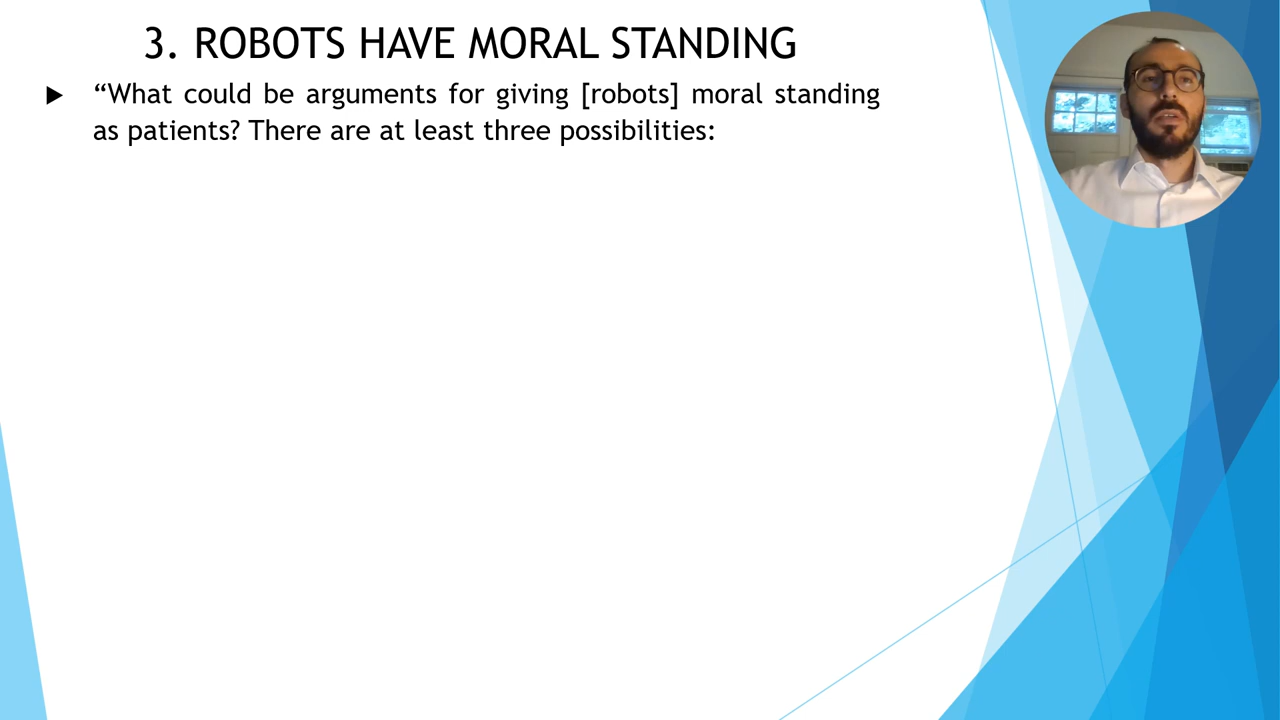 3. ROBOTS HAVE MORAL STANDING
“What could be arguments for giving [robots] moral standing
as patients? There are at least three possibilities: